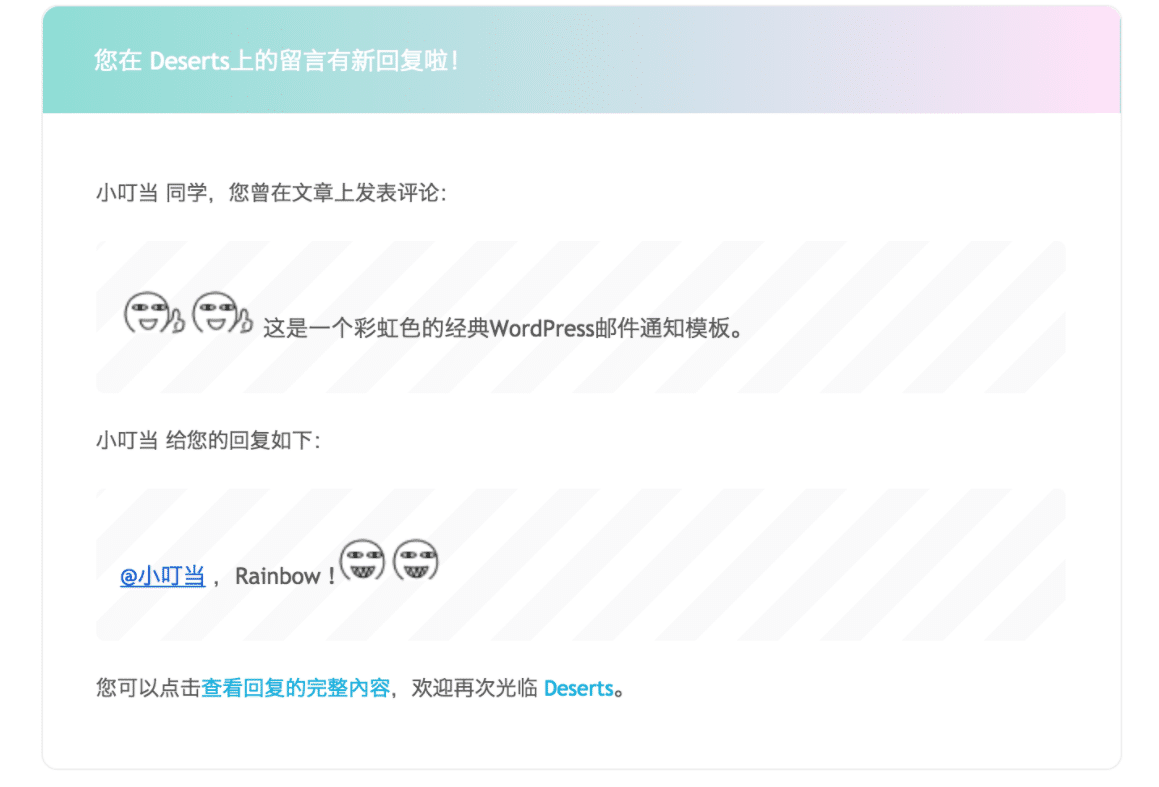 您在 Deserts上的留言有新回复啦！
小叮当 同学，您曾在文章上发表评论：
这是一个彩虹色的经典WordPress邮件通知模板。
小叮当 给您的回复如下：
@小叮当 ，Rainbow !
您可以点击查看回复的完整內容，欢迎再次光临 Deserts。